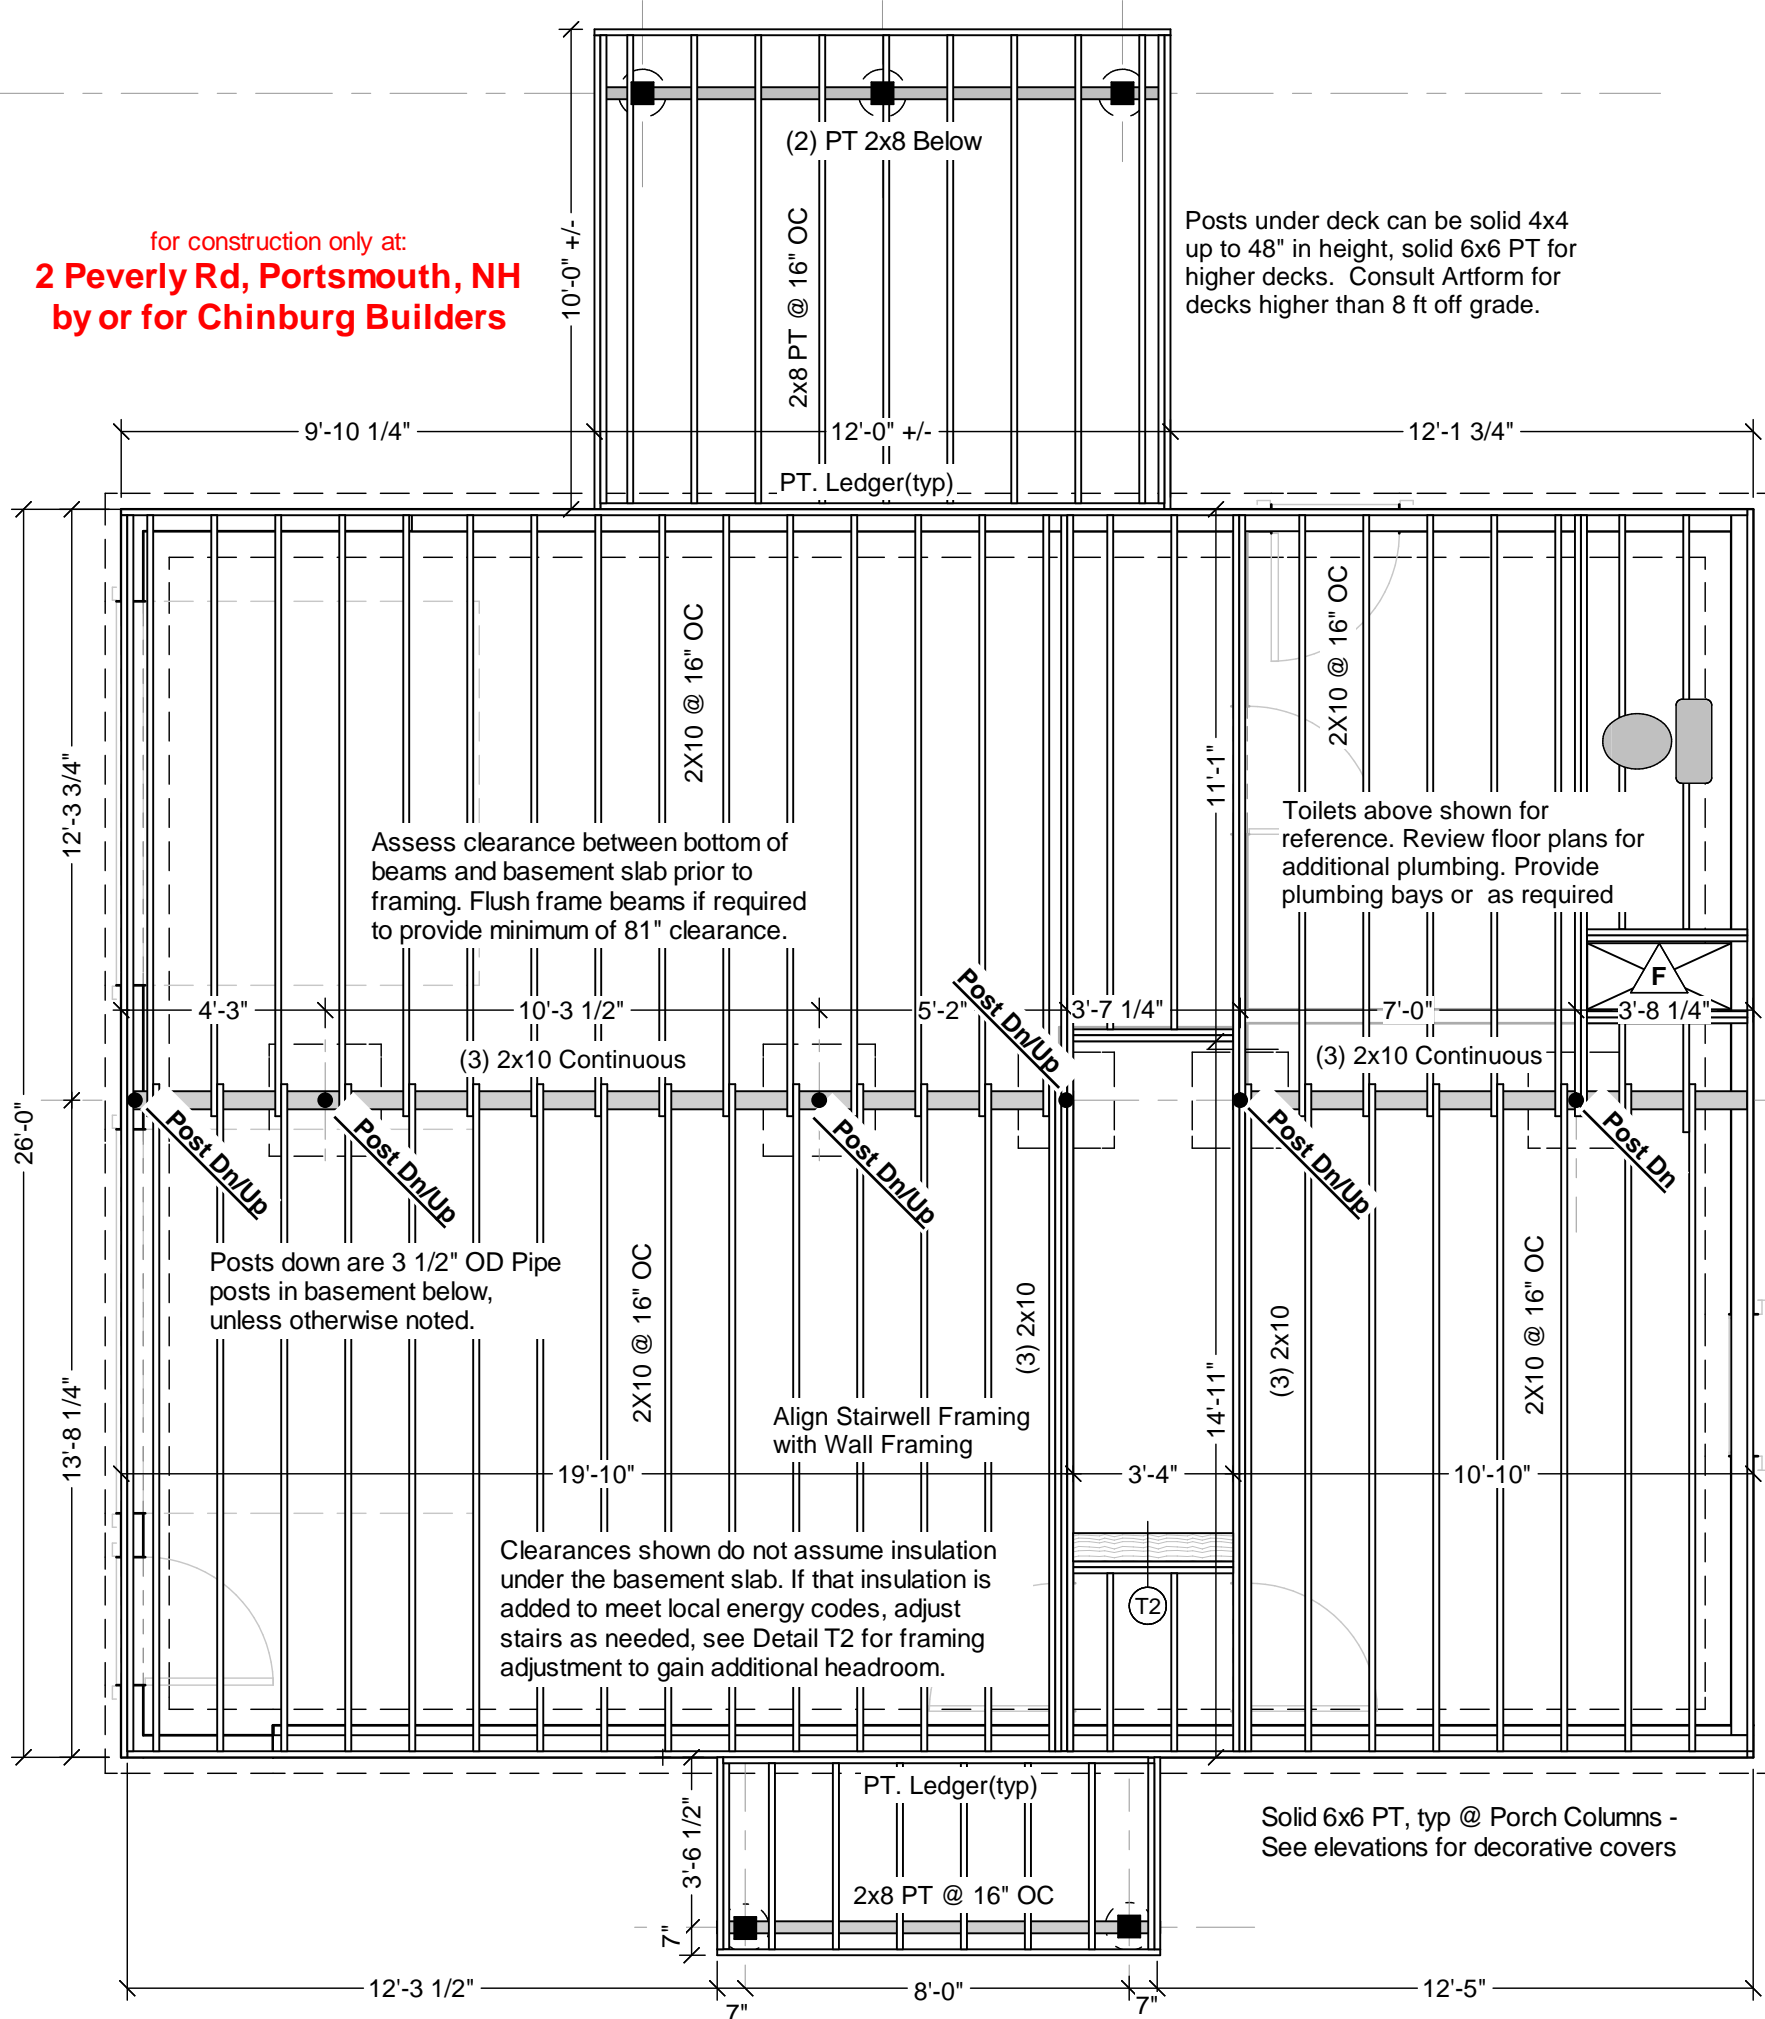 (2) PT 2x8 Below
2x8 PT @ 16" OC
10'-0" +/-
for construction only at:
2 Peverly Rd, Portsmouth, NH
by or for Chinburg Builders
Posts under deck can be solid 4x4
up to 48" in height, solid 6x6 PT for
higher decks. Consult Artform for
decks higher than 8 ft off grade.
9'-10 1/4"
12'-0" +/-
12'-1 3/4"
PT. Ledger(typ)
2X10 @ 16" OC
2X10 @ 16" OC
12'-3 3/4"
11'-1"
Assess clearance between bottom of
beams and basement slab prior to
framing. Flush frame beams if required
to provide minimum of 81" clearance.
Toilets above shown for
reference. Review floor plans for
additional plumbing. Provide
plumbing bays or as required
F
4'-3"
10'-3 1/2"
5'-2"
3'-7 1/4"
7'-0"
3'-8 1/4"
(3) 2x10 Continuous
(3) 2x10 Continuous
Post Dn/Up
Post Dn/Up
Post Dn/Up
Post Dn/Up
Post Dn/Up
Post Dn
26'-0"
13'-8 1/4"
Posts down are 3 1/2" OD Pipe
posts in basement below,
unless otherwise noted.
2X10 @ 16" OC
(3) 2x10
14'-11"
(3) 2x10
2X10 @ 16" OC
Align Stairwell Framing
with Wall Framing
19'-10"
3'-4"
10'-10"
Clearances shown do not assume insulation
under the basement slab. If that insulation is
added to meet local energy codes, adjust
stairs as needed, see Detail T2 for framing
adjustment to gain additional headroom.
T2
PT. Ledger(typ)
3'-6 1/2"
7"
2x8 PT @ 16" OC
Solid 6x6 PT, typ @ Porch Columns -
See elevations for decorative covers
12'-3 1/2"
7"
8'-0"
7"
12'-5"